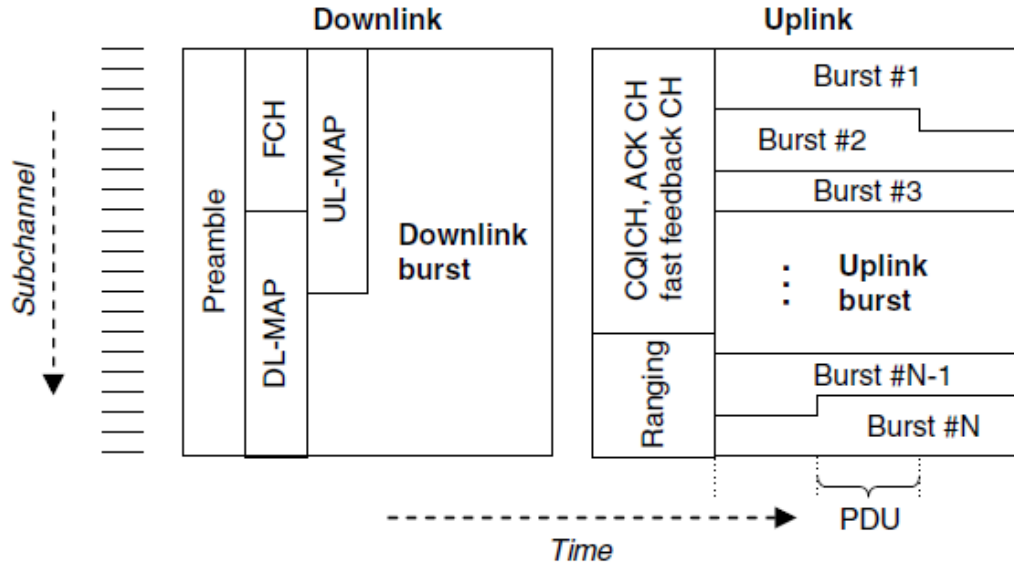 Downlink
Uplink
Subchannel
Preamble
FCH
DL-MAP
UL-MAP
Downlink
burst
CQICH, ACK CH
fast feedback CH
Ranging
Burst #1
Burst #2
Burst #3
Uplink
burst
Burst #N-1
Burst #N
PDU
Time